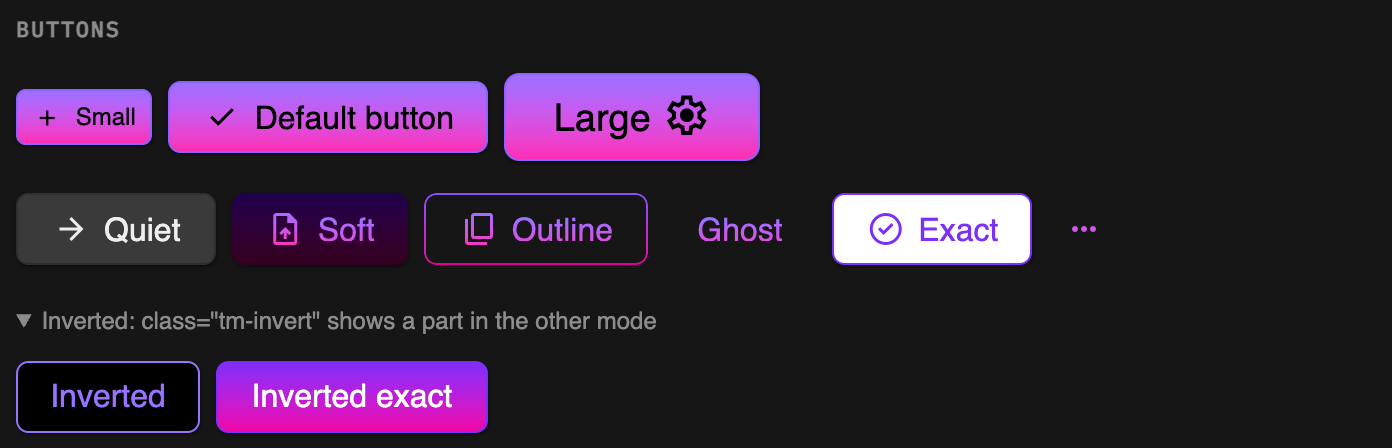 BUTTONS
+ Small
Default button
Large
Quiet
Soft
Outline
Ghost
Exact
•••
▼ Inverted: class="tm-invert" shows a part in the other mode
Inverted
Inverted exact